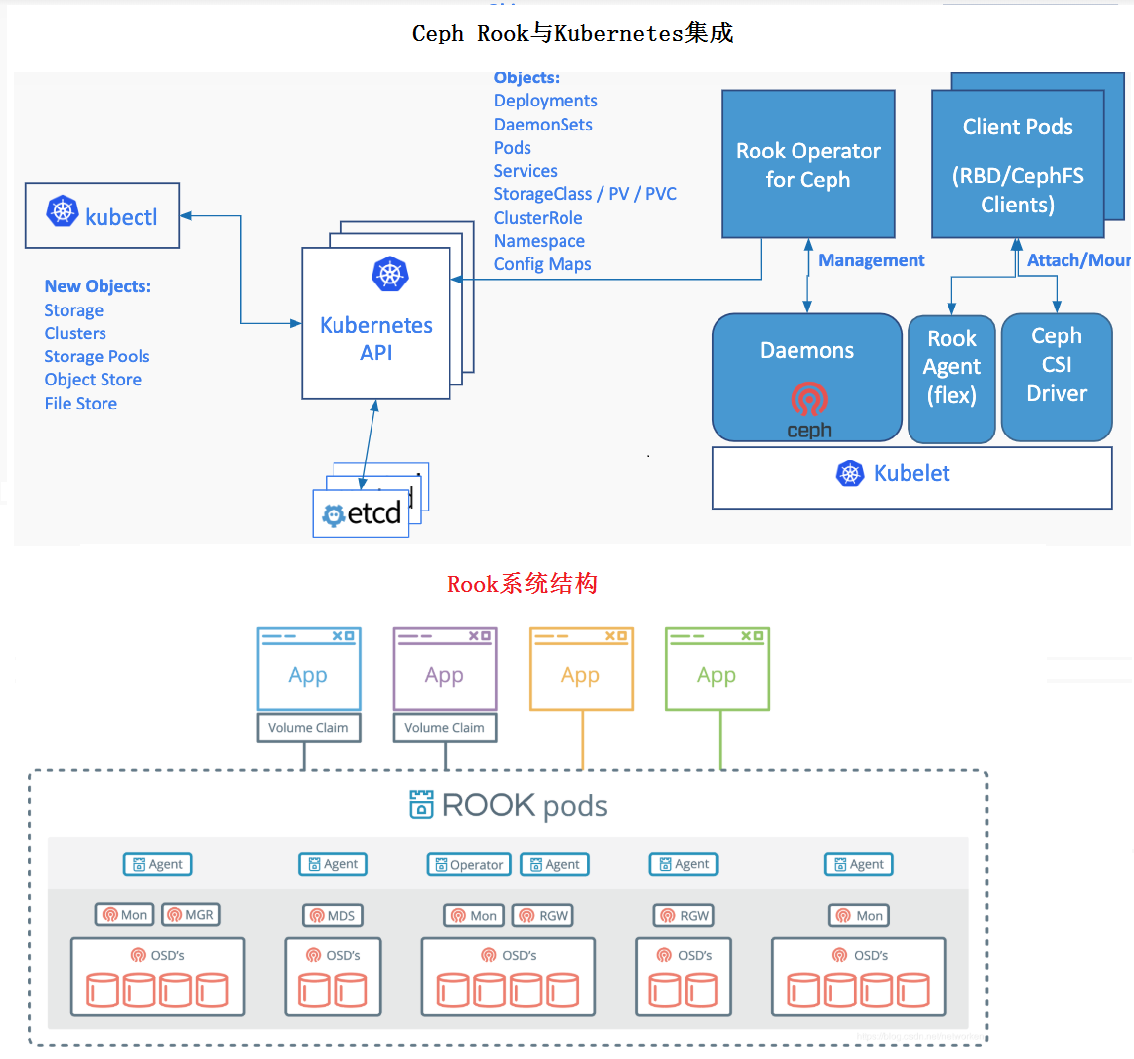 Ceph Rook与Kubernetes集成
Objects:
Deployments
DaemonSets
Pods
Services
StorageClass / PV / PVC
ClusterRole
Namespace
Config Maps
kubectl
New Objects:
Storage
Clusters
Storage Pools
Object Store
File Store
Kubernetes
API
etcd
Rook Operator
for Ceph
Client Pods
(RBD/CephFS
Clients)
Management
Attach/Moun
Daemons
ceph
Rook
Agent
(flex)
Ceph
CSI
Driver
Kubelet
Rook系统结构
App
App
App
App
Volume Claim
Volume Claim
ROOK pods
Agent
Agent
Operator
Agent
Agent
Agent
Mon
MGR
MDS
Mon
RGW
RGW
Mon
OSD's
OSD's
OSD's
OSD's
OSD's